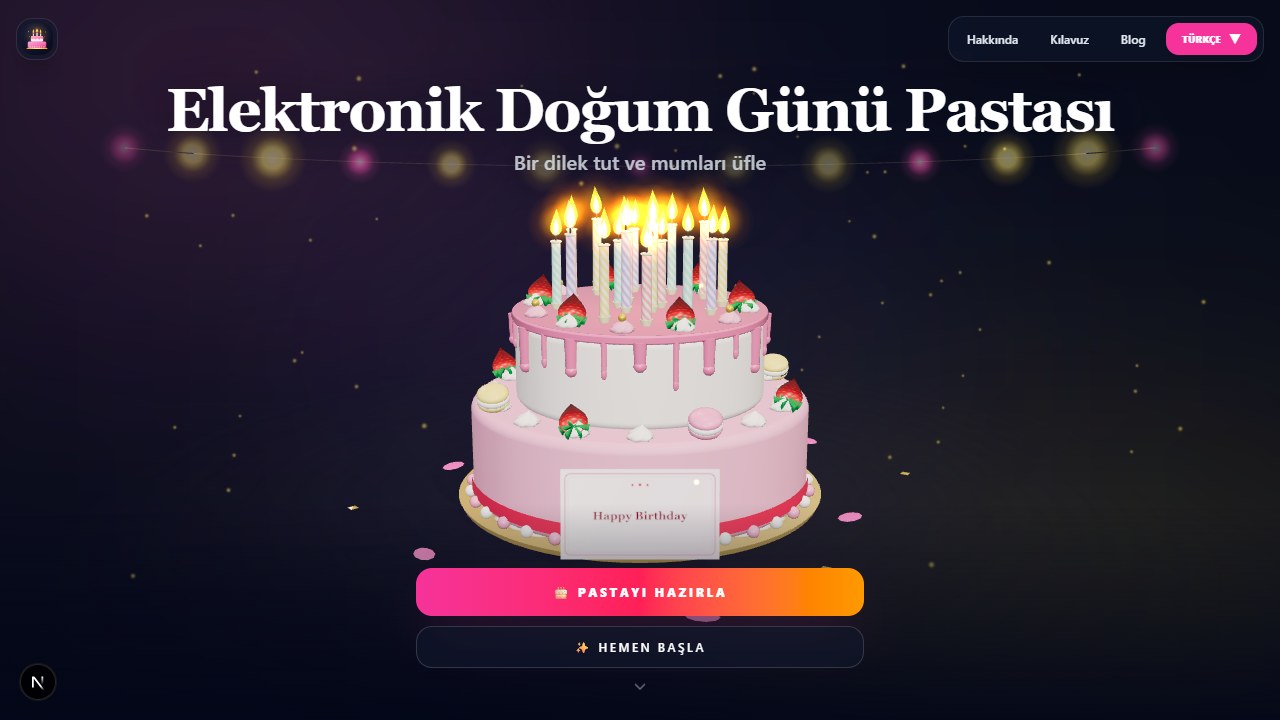 Hakkında
Kılavuz
Blog
TÜRKÇE ▼
Elektronik Doğum Günü Pastası
Bir dilek tut ve mumları üfle
Happy Birthday
PASTAYI HAZIRLA
HEMEN BAŞLA
N